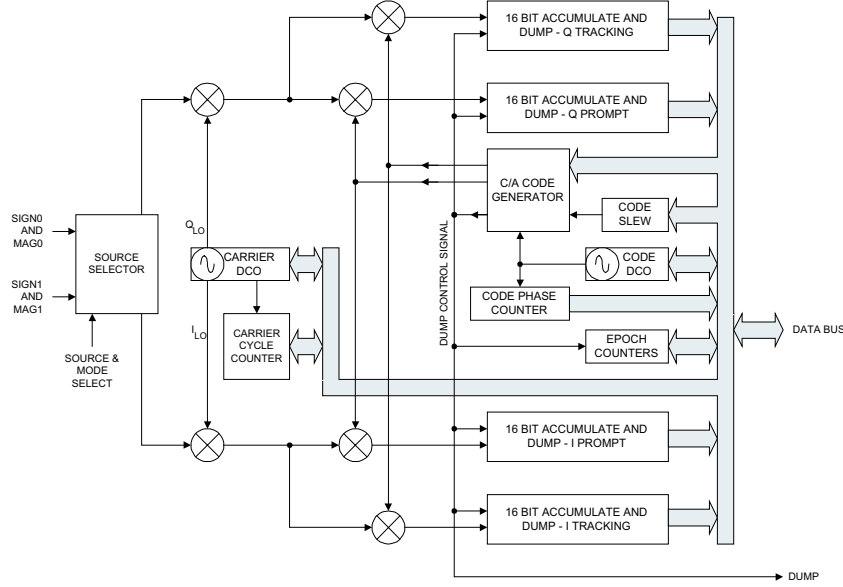 16 BIT ACCUMULATE AND
DUMP - Q TRACKING
16 BIT ACCUMULATE AND
DUMP - Q PROMPT
C/A CODE
GENERATOR
CODE
SLEW
SIGN0
AND
MAG0
SOURCE
SELECTOR
SIGN1
AND
MAG1
SOURCE &
MODE
SELECT
QLO
CARRIER
DCO
ILO
CARRIER
CYCLE
COUNTER
DUMP CONTROL SIGNAL
CODE
DCO
CODE PHASE
COUNTER
EPOCH
COUNTERS
DATA BUS
16 BIT ACCUMULATE AND
DUMP - I PROMPT
16 BIT ACCUMULATE AND
DUMP - I TRACKING
DUMP